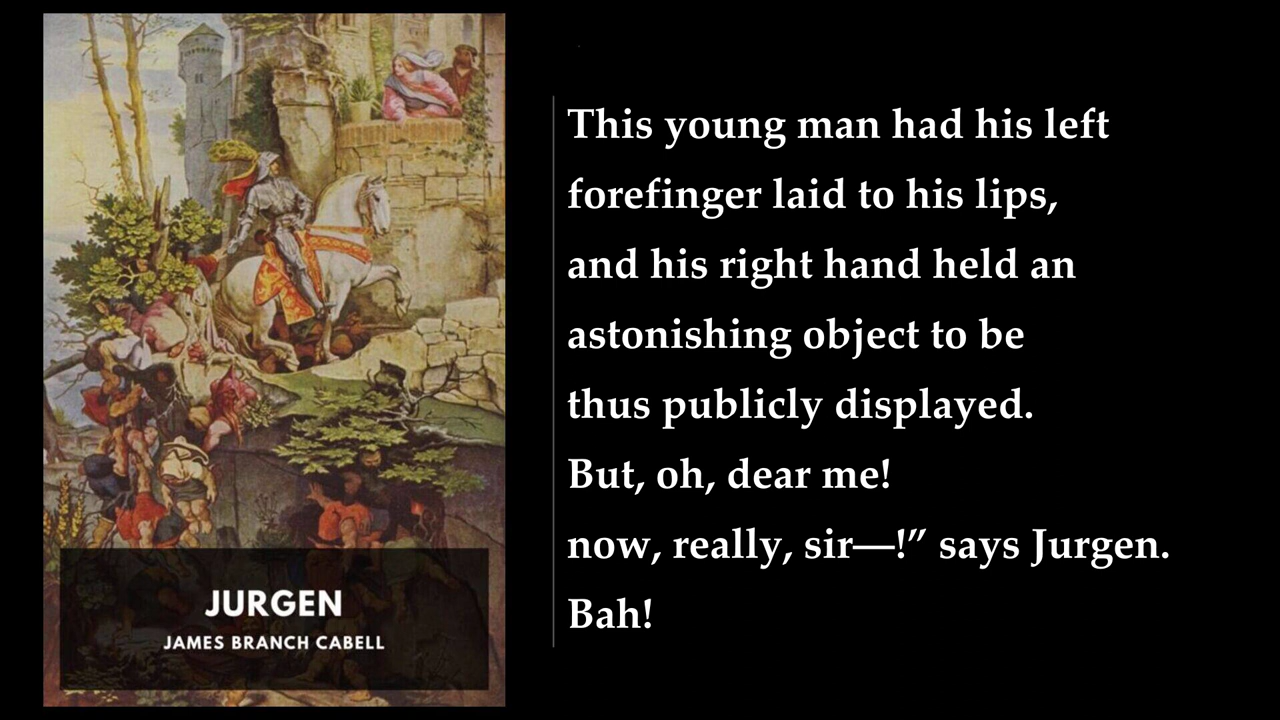 This young man had his left
forefinger laid to his lips,
and his right hand held an
astonishing object to be
thus publicly displayed.
But, oh, dear me!
now, really, sir—!” says Jurgen.
Bah!
JURGEN
JAMES BRANCH CABELL